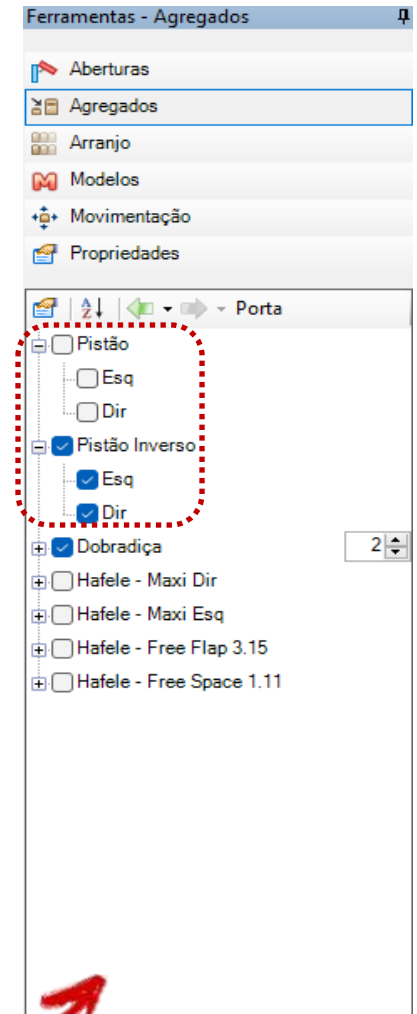 Ferramentas - Agregados
Aberturas
Agregados
Arranjo
Modelos
Movimentação
Propriedades
Porta
Pistão
Esq
Dir
Pistão Inverso
Esq
Dir
Dobradiça 2
Hafele - Maxi Dir
Hafele - Maxi Esq
Hafele - Free Flap 3.15
Hafele - Free Space 1.11